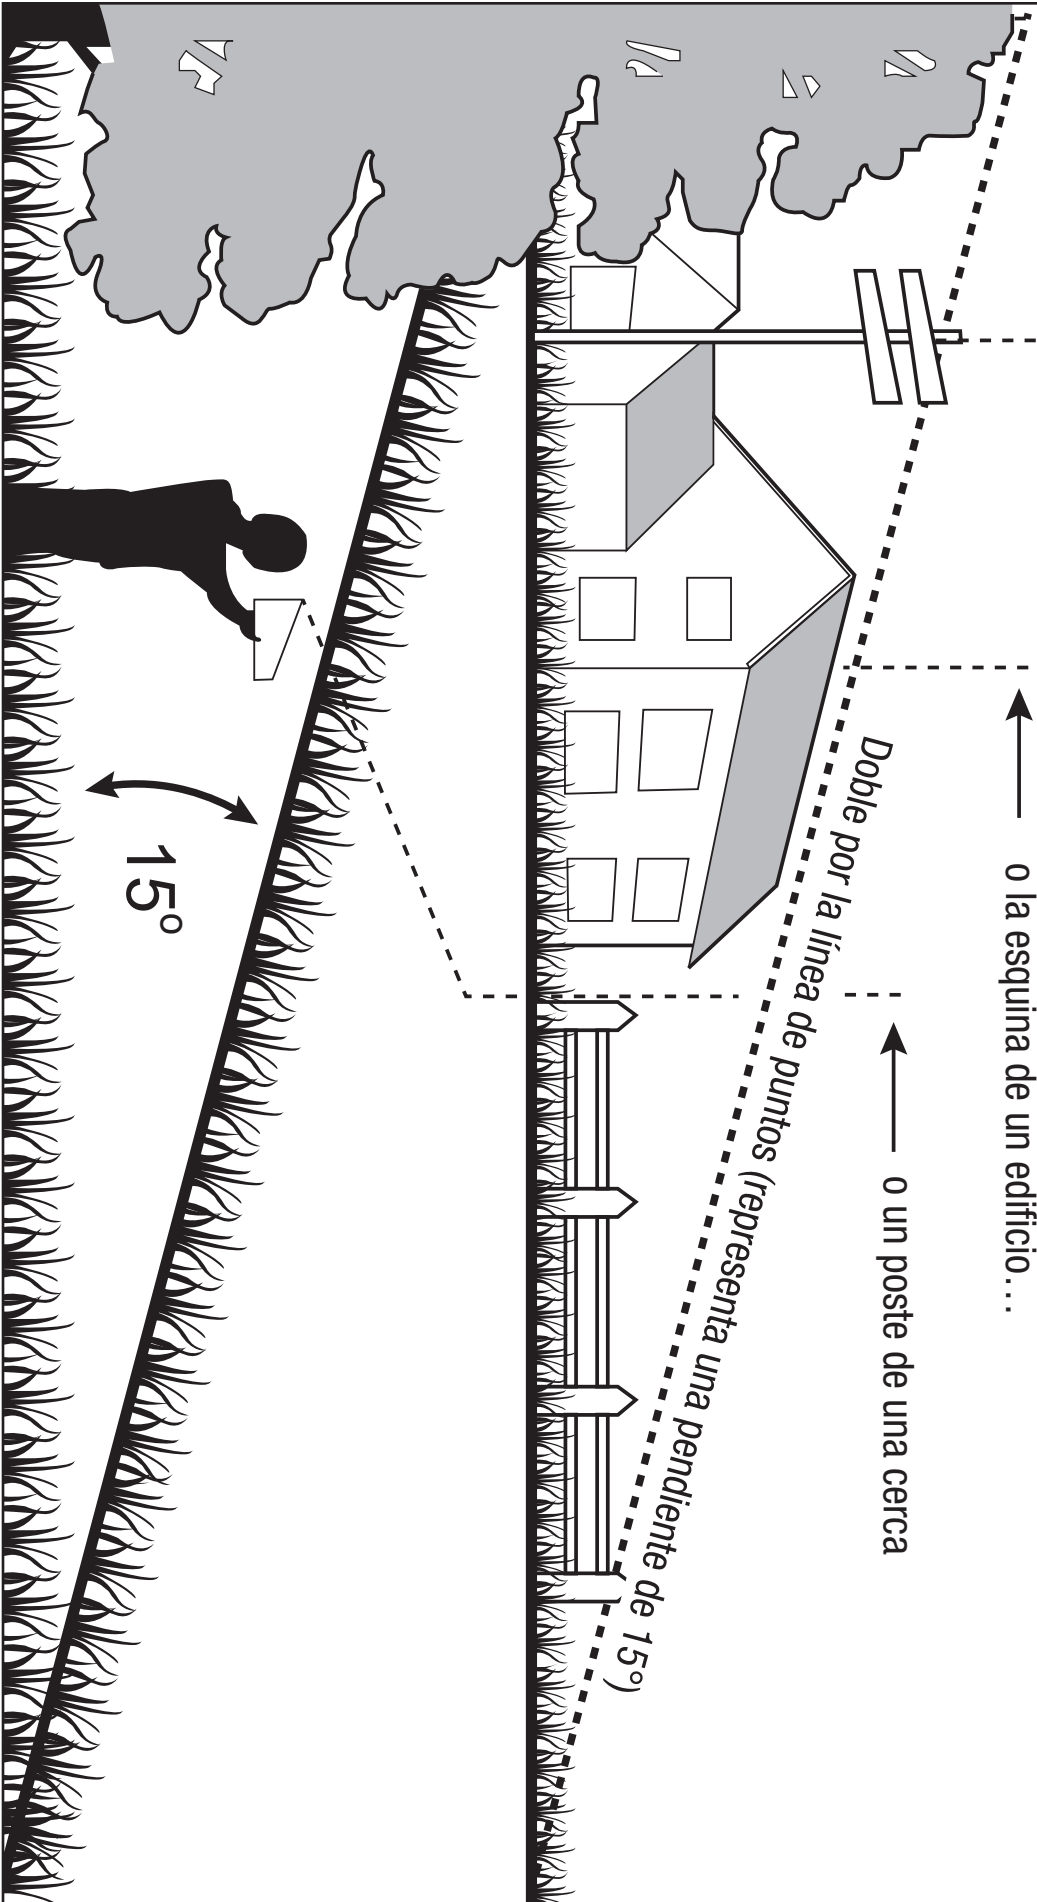 o la esquina de un edificio…
o un poste de una cerca
Doble por la línea de puntos (representa una pendiente de 15°)
15º